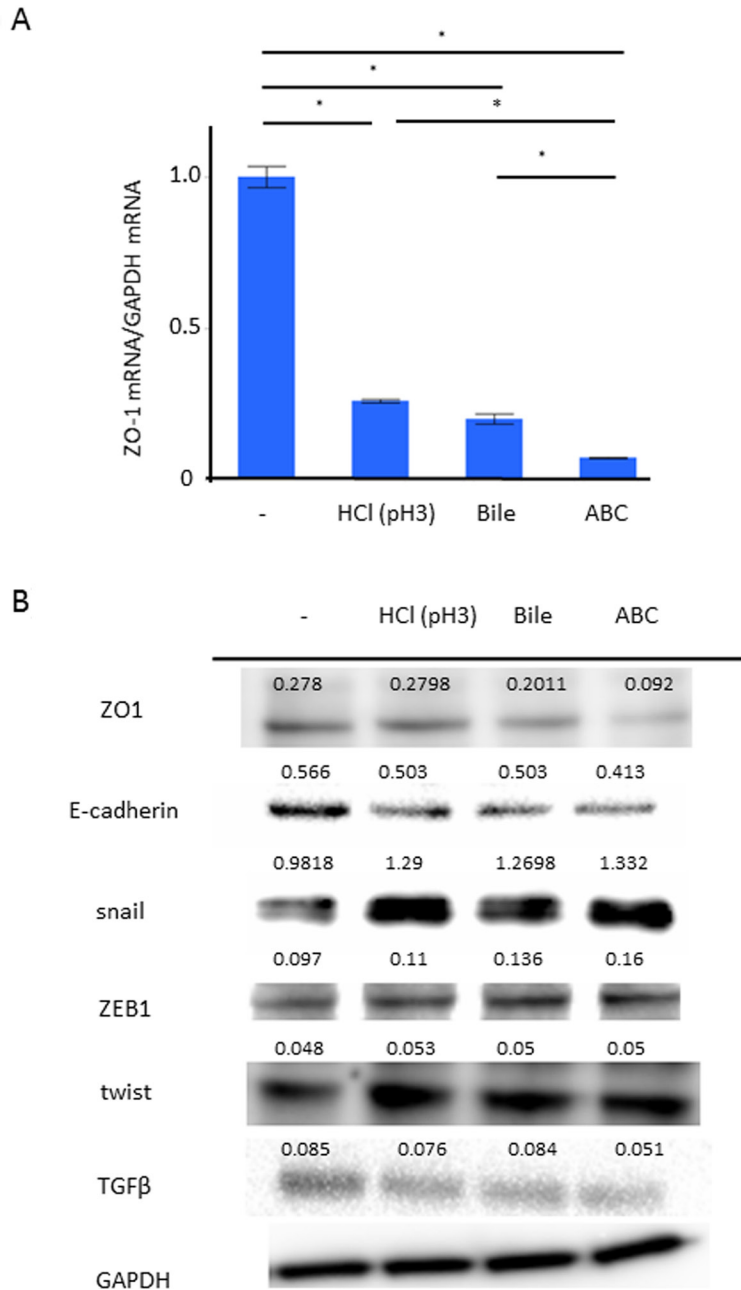 A
*
*
* *
*
1.0
0.5
0
ZO-1 mRNA/GAPDH mRNA
- HCl (pH3) Bile ABC
B
- HCl (pH3) Bile ABC
0.278 0.2798 0.2011 0.092
ZO1
0.566 0.503 0.503 0.413
E-cadherin
0.9818 1.29 1.2698 1.332
snail
0.097 0.11 0.136 0.16
ZEB1
0.048 0.053 0.05 0.05
twist
0.085 0.076 0.084 0.051
TGFβ
GAPDH